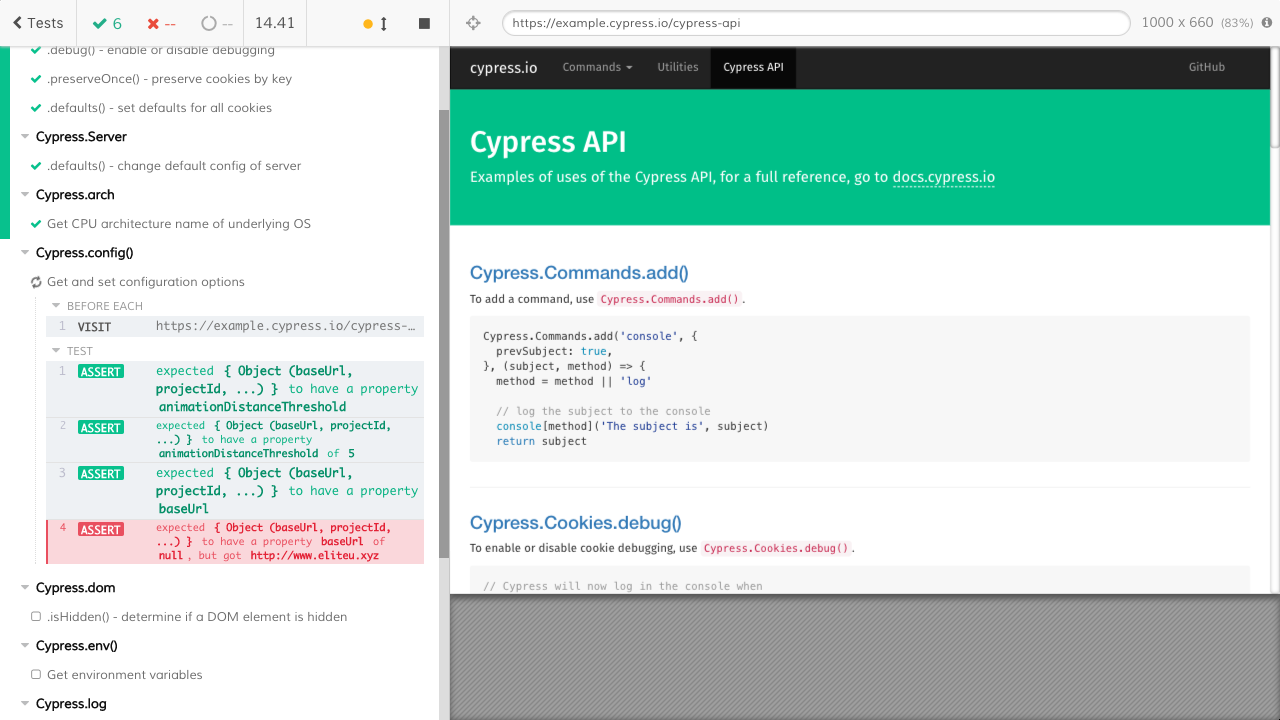 Tests
6
--
--
14.41
https://example.cypress.io/cypress-api
1000 x 660 (83%)
.debug() - enable or disable debugging
.preserveOnce() - preserve cookies by key
.defaults() - set defaults for all cookies
Cypress.Server
.defaults() - change default config of server
Cypress.arch
Get CPU architecture name of underlying OS
Cypress.config()
Get and set configuration options
BEFORE EACH
1 VISIT https://example.cypress.io/cypress-…
TEST
1 ASSERT expected { Object (baseUrl,
projectId, ...) } to have a property
animationDistanceThreshold
2 ASSERT expected { Object (baseUrl, projectId,
...) } to have a property
animationDistanceThreshold of 5
3 ASSERT expected { Object (baseUrl,
projectId, ...) } to have a property
baseUrl
4 ASSERT expected { Object (baseUrl, projectId,
...) } to have a property baseUrl of
null, but got http://www.eliteu.xyz
Cypress.dom
.isHidden() - determine if a DOM element is hidden
Cypress.env()
Get environment variables
Cypress.log
cypress.io
Commands
Utilities
Cypress API
GitHub
Cypress API
Examples of uses of the Cypress API, for a full reference, go to docs.cypress.io
Cypress.Commands.add()
To add a command, use Cypress.Commands.add().
Cypress.Commands.add('console', {
prevSubject: true,
}, (subject, method) => {
method = method || 'log'
// log the subject to the console
console[method]('The subject is', subject)
return subject
Cypress.Cookies.debug()
To enable or disable cookie debugging, use Cypress.Cookies.debug().
// Cypress will now log in the console when